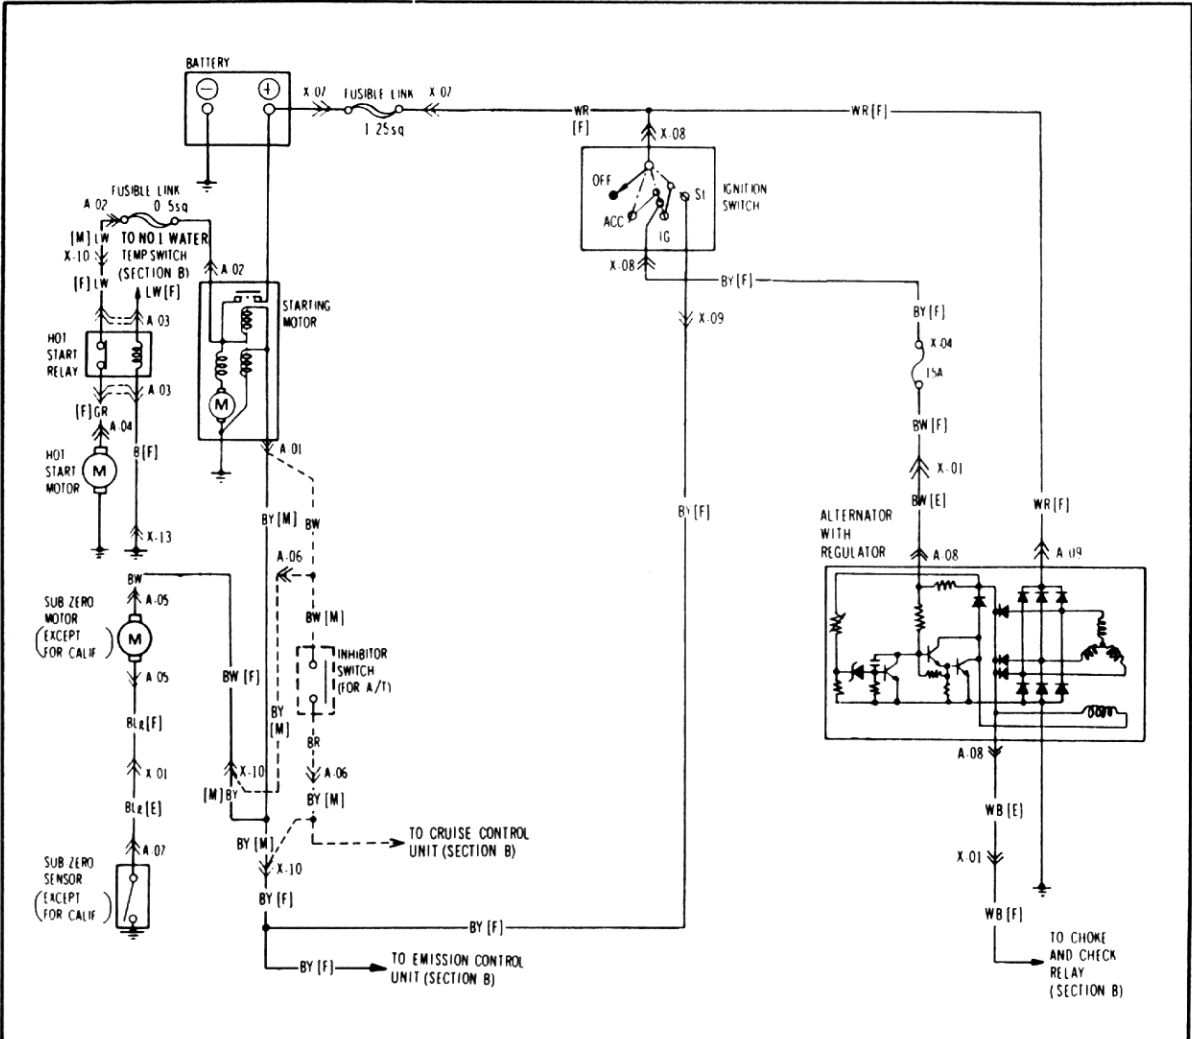 BATTERY
X-07 FUSIBLE LINK X-07
1.25sq
WR
[F]
WR[F]
X-08
OFF
ACC
IG
St
IGNITION
SWITCH
X-08
BY[F]
X-09
FUSIBLE LINK
0.5sq
A.02
[M]LW
TO NO 1 WATER
TEMP SWITCH
(SECTION B)
X-10
[F]LW
LW[F]
A.02
STARTING
MOTOR
M
A.03
HOT
START
RELAY
A.03
[F]GR
A.04
B[F]
HOT
START
MOTOR
M
X-13
A.01
BY[M]
BW
A.06
BW[M]
INHIBITOR
SWITCH
(FOR A/T)
BR
A.06
BY[M]
BY
[M]
BW
A.05
SUB ZERO
MOTOR
(EXCEPT
FOR CALIF)
M
A.05
BW[F]
BLg[F]
X-10
[M]BY
X-01
BLg[E]
A.07
SUB ZERO
SENSOR
(EXCEPT
FOR CALIF)
BY[M]
X-10
BY[F]
TO CRUISE CONTROL
UNIT (SECTION B)
BY[F]
BY[F]
TO EMISSION CONTROL
UNIT (SECTION B)
BY[F]
BY[F]
X-04
15A
BW[F]
X-01
BW[E]
WR[F]
ALTERNATOR
WITH
REGULATOR
A.08
A.09
A.08
WB[E]
X-01
WB[F]
TO CHOKE
AND CHECK
RELAY
(SECTION B)